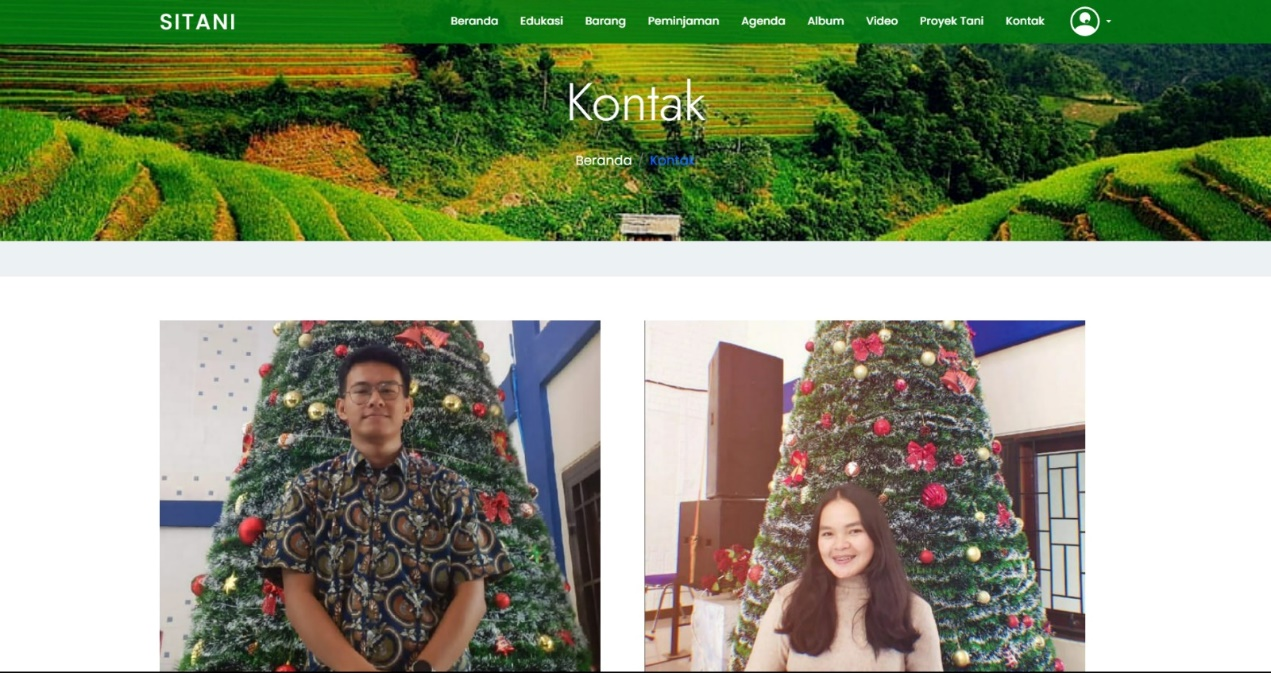 SITANI Beranda Edukasi Barang Peminjaman Agenda Album Video Proyek Tani Kontak
Kontak
Beranda / Kontak